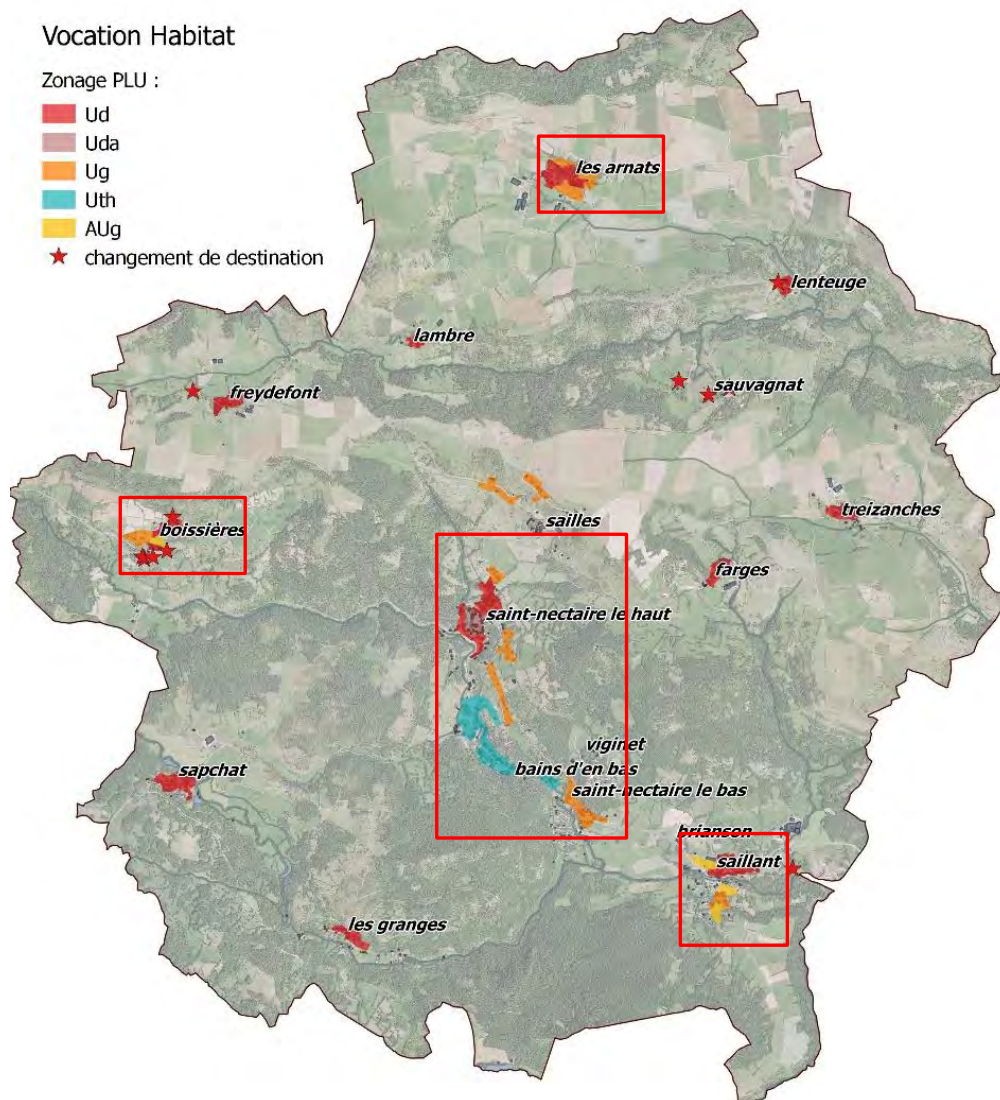 Vocation Habitat
Zonage PLU :
Ud
Uda
Ug
Uth
AUg
changement de destination
les arnats
lenteuge
lambre
freydefont
sauvagnat
boissières
sailles
treizanches
farges
saint-nectaire le haut
viginet
bains d'en bas
sapchat
saint-nectaire le bas
brianson
saillant
les granges